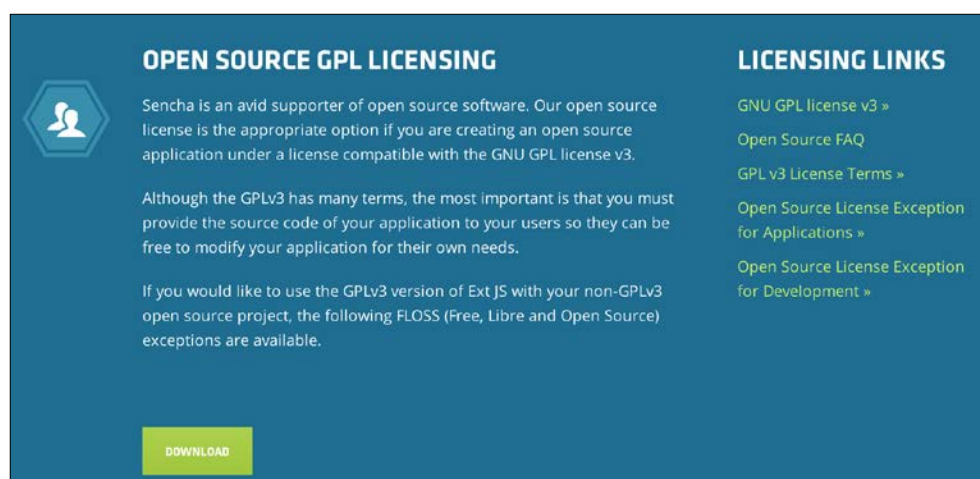 OPEN SOURCE GPL LICENSING
Sencha is an avid supporter of open source software. Our open source
license is the appropriate option if you are creating an open source
application under a license compatible with the GNU GPL license v3.
Although the GPLv3 has many terms, the most important is that you must
provide the source code of your application to your users so they can be
free to modify your application for their own needs.
If you would like to use the GPLv3 version of Ext JS with your non-GPLv3
open source project, the following FLOSS (Free, Libre and Open Source)
exceptions are available.
DOWNLOAD
LICENSING LINKS
GNU GPL license v3 »
Open Source FAQ
GPL v3 License Terms »
Open Source License Exception
for Applications »
Open Source License Exception
for Development »